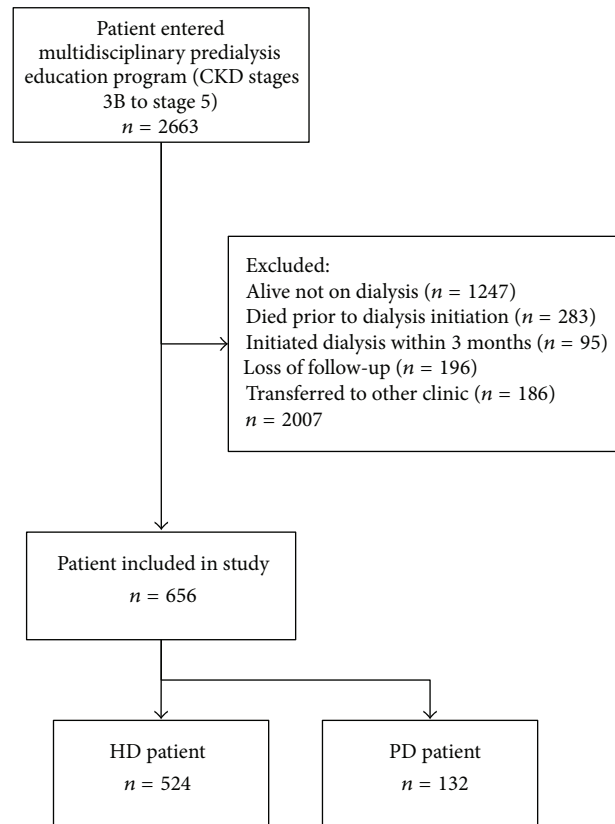 Patient entered
multidisciplinary predialysis
education program (CKD stages
3B to stage 5)
n = 2663
Excluded:
Alive not on dialysis (n = 1247)
Died prior to dialysis initiation (n = 283)
Initiated dialysis within 3 months (n = 95)
Loss of follow-up (n = 196)
Transferred to other clinic (n = 186)
n = 2007
Patient included in study
n = 656
HD patient
n = 524
PD patient
n = 132